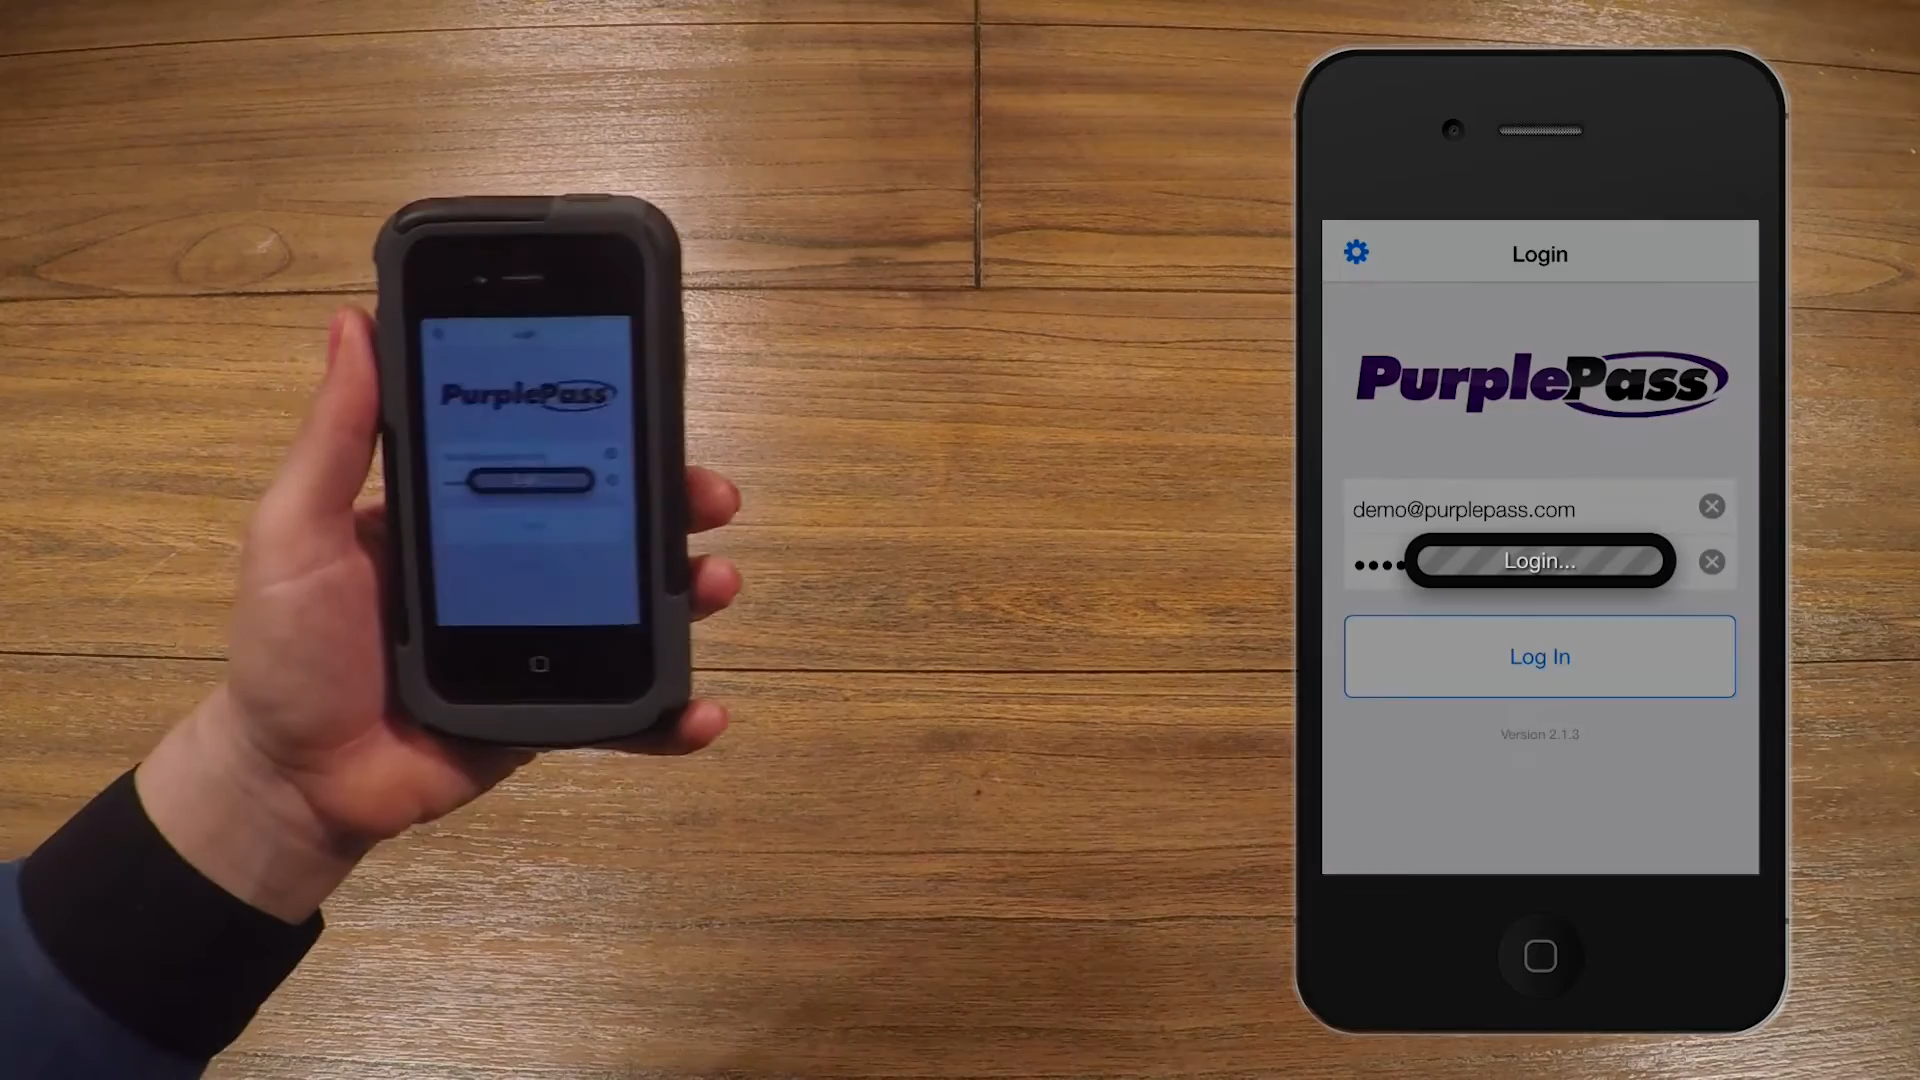 PurplePass
Login
PurplePass
demo@purplepass.com
••••
Login...
Log In
Version 2.1.3